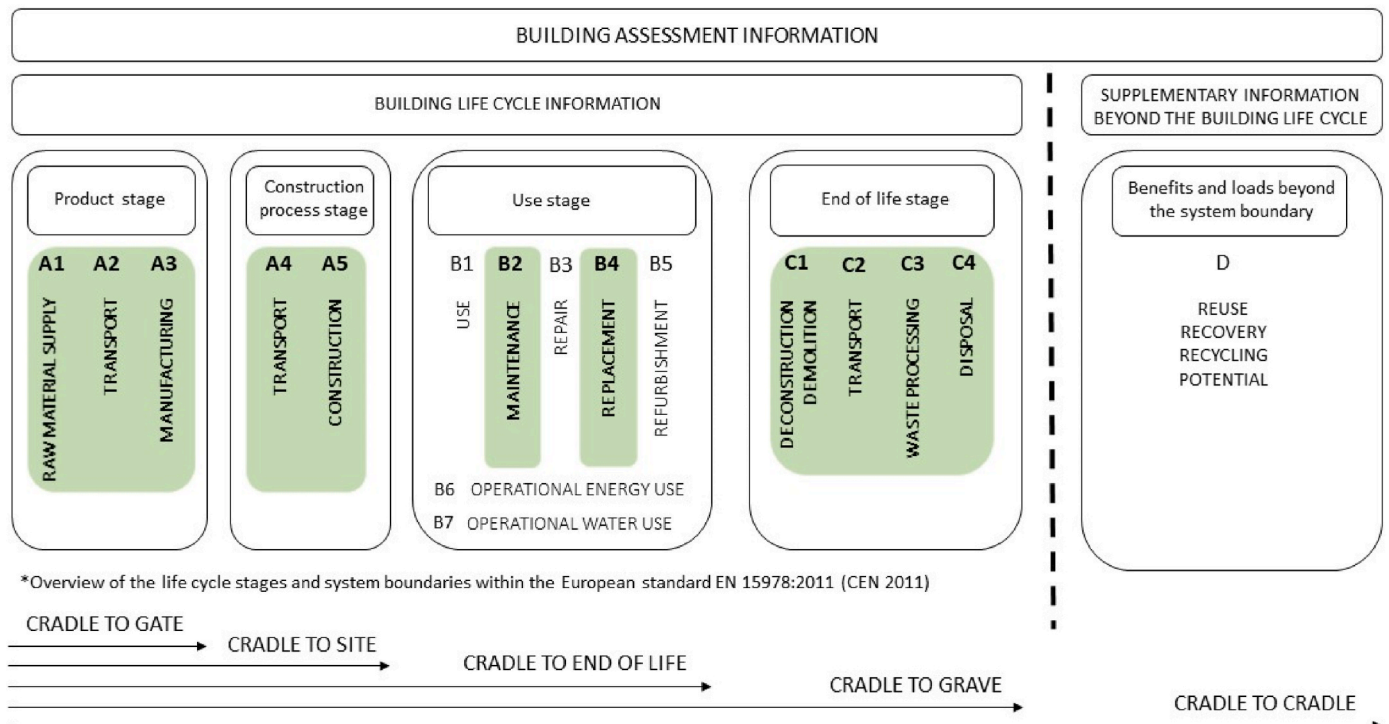 BUILDING ASSESSMENT INFORMATION
BUILDING LIFE CYCLE INFORMATION
SUPPLEMENTARY INFORMATION
BEYOND THE BUILDING LIFE CYCLE
Product stage
A1 A2 A3
RAW MATERIAL SUPPLY
TRANSPORT
MANUFACTURING
Construction
process stage
A4 A5
TRANSPORT
CONSTRUCTION
Use stage
B1 B2 B3 B4 B5
USE
MAINTENANCE
REPAIR
REPLACEMENT
REFURBISHMENT
B6 OPERATIONAL ENERGY USE
B7 OPERATIONAL WATER USE
End of life stage
C1 C2 C3 C4
DECONSTRUCTION
DEMOLITION
TRANSPORT
WASTE PROCESSING
DISPOSAL
Benefits and loads beyond
the system boundary
D
REUSE
RECOVERY
RECYCLING
POTENTIAL
*Overview of the life cycle stages and system boundaries within the European standard EN 15978:2011 (CEN 2011)
CRADLE TO GATE
CRADLE TO SITE
CRADLE TO END OF LIFE
CRADLE TO GRAVE
CRADLE TO CRADLE